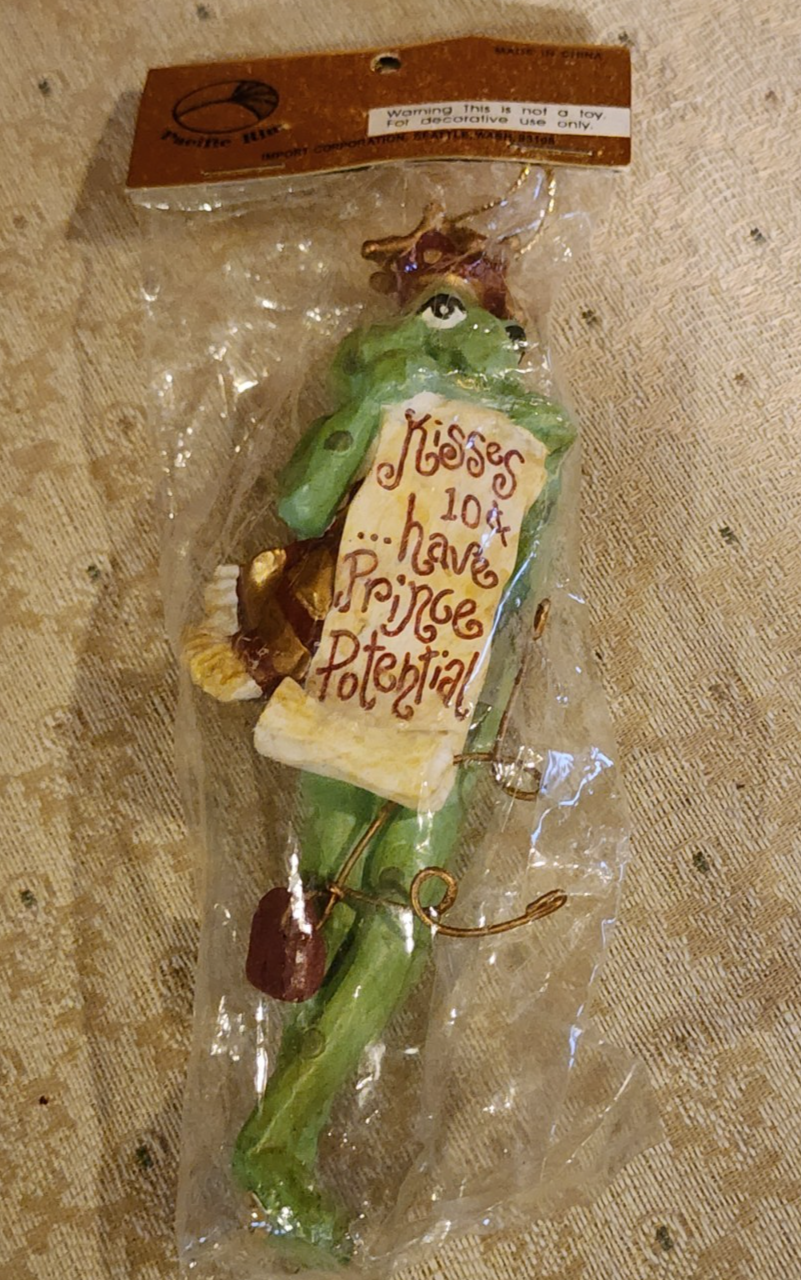 MADE IN CHINA
Pacific Rim
Warning This is not a toy.
For decorative use only.
IMPORT CORPORATION, SEATTLE, WASH. 98108
Kisses
10¢
...have
Prince
Potential